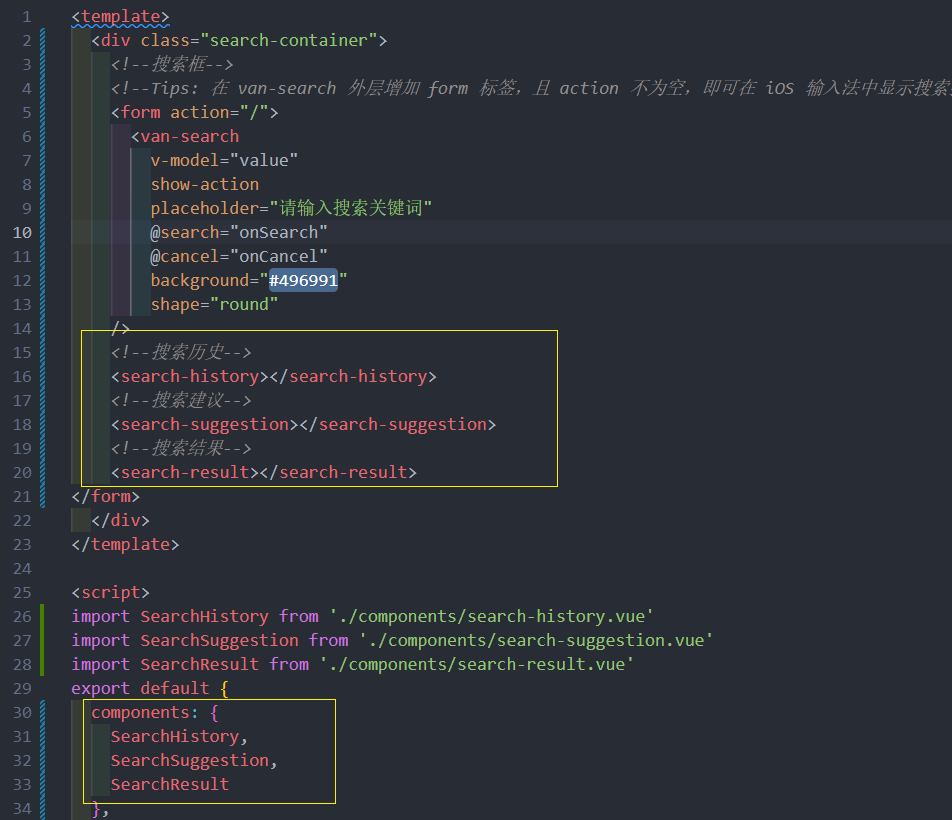 1 <template>
2 <div class="search-container">
3 <!--搜索框-->
4 <!--Tips: 在 van-search 外层增加 form 标签，且 action 不为空，即可在 iOS 输入法中显示搜索
5 <form action="/">
6 <van-search
7 v-model="value"
8 show-action
9 placeholder="请输入搜索关键词"
10 @search="onSearch"
11 @cancel="onCancel"
12 background="#496991"
13 shape="round"
14 />
15 <!--搜索历史-->
16 <search-history></search-history>
17 <!--搜索建议-->
18 <search-suggestion></search-suggestion>
19 <!--搜索结果-->
20 <search-result></search-result>
21 </form>
22 </div>
23 </template>
24
25 <script>
26 import SearchHistory from './components/search-history.vue'
27 import SearchSuggestion from './components/search-suggestion.vue'
28 import SearchResult from './components/search-result.vue'
29 export default {
30 components: {
31 SearchHistory,
32 SearchSuggestion,
33 SearchResult
34 },